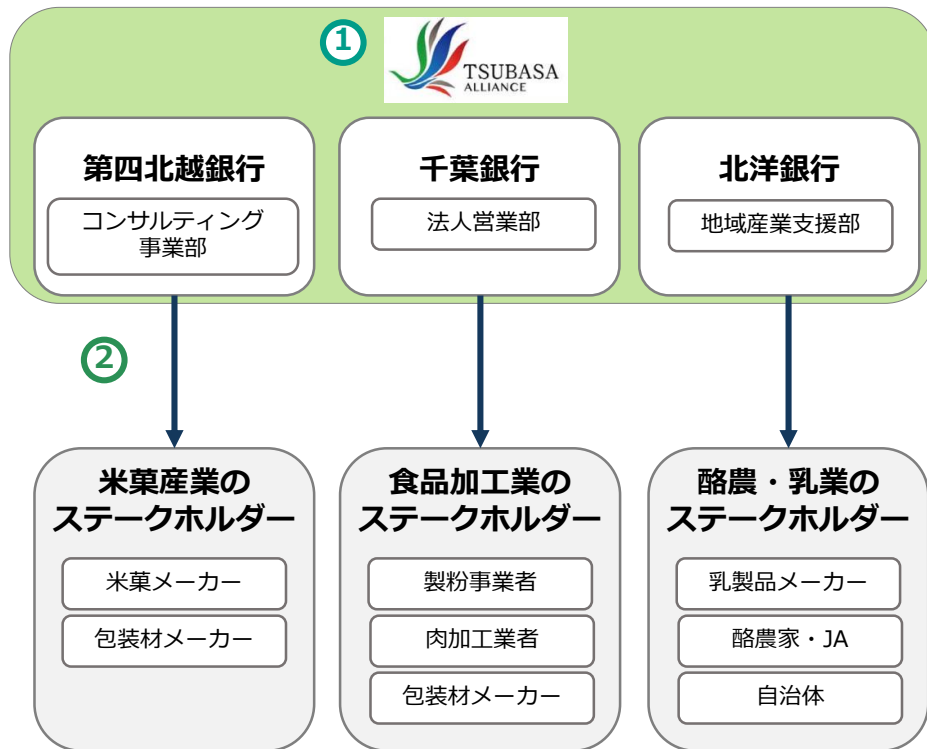 ①
TSUBASA
ALLIANCE
第四北越銀行
コンサルティング
事業部
千葉銀行
法人営業部
北洋銀行
地域産業支援部
②
米菓産業の
ステークホルダー
米菓メーカー
包装材メーカー
食品加工業の
ステークホルダー
製粉事業者
肉加工業者
包装材メーカー
酪農・乳業の
ステークホルダー
乳製品メーカー
酪農家・JA
自治体